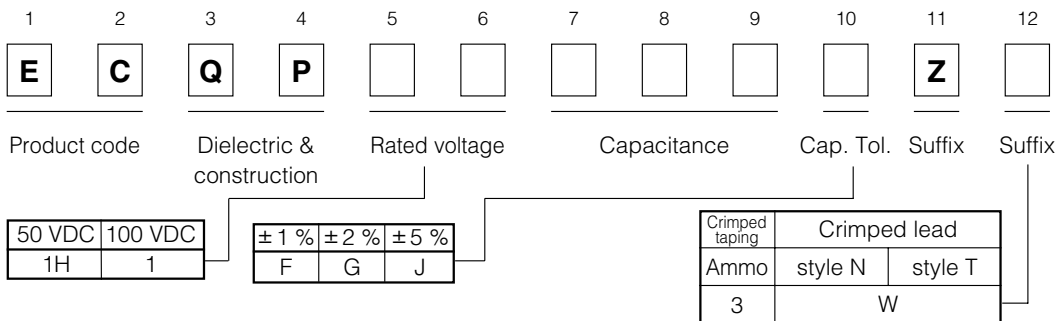 1 2 3 4 5 6 7 8 9 10 11 12
E C Q P Z
Product code Dielectric & Rated voltage Capacitance Cap. Tol. Suffix Suffix
construction
50 VDC 100 VDC
1H 1
±1 % ±2 % ±5 %
F G J
Crimped taping Crimped lead
Ammo style N style T
3 W